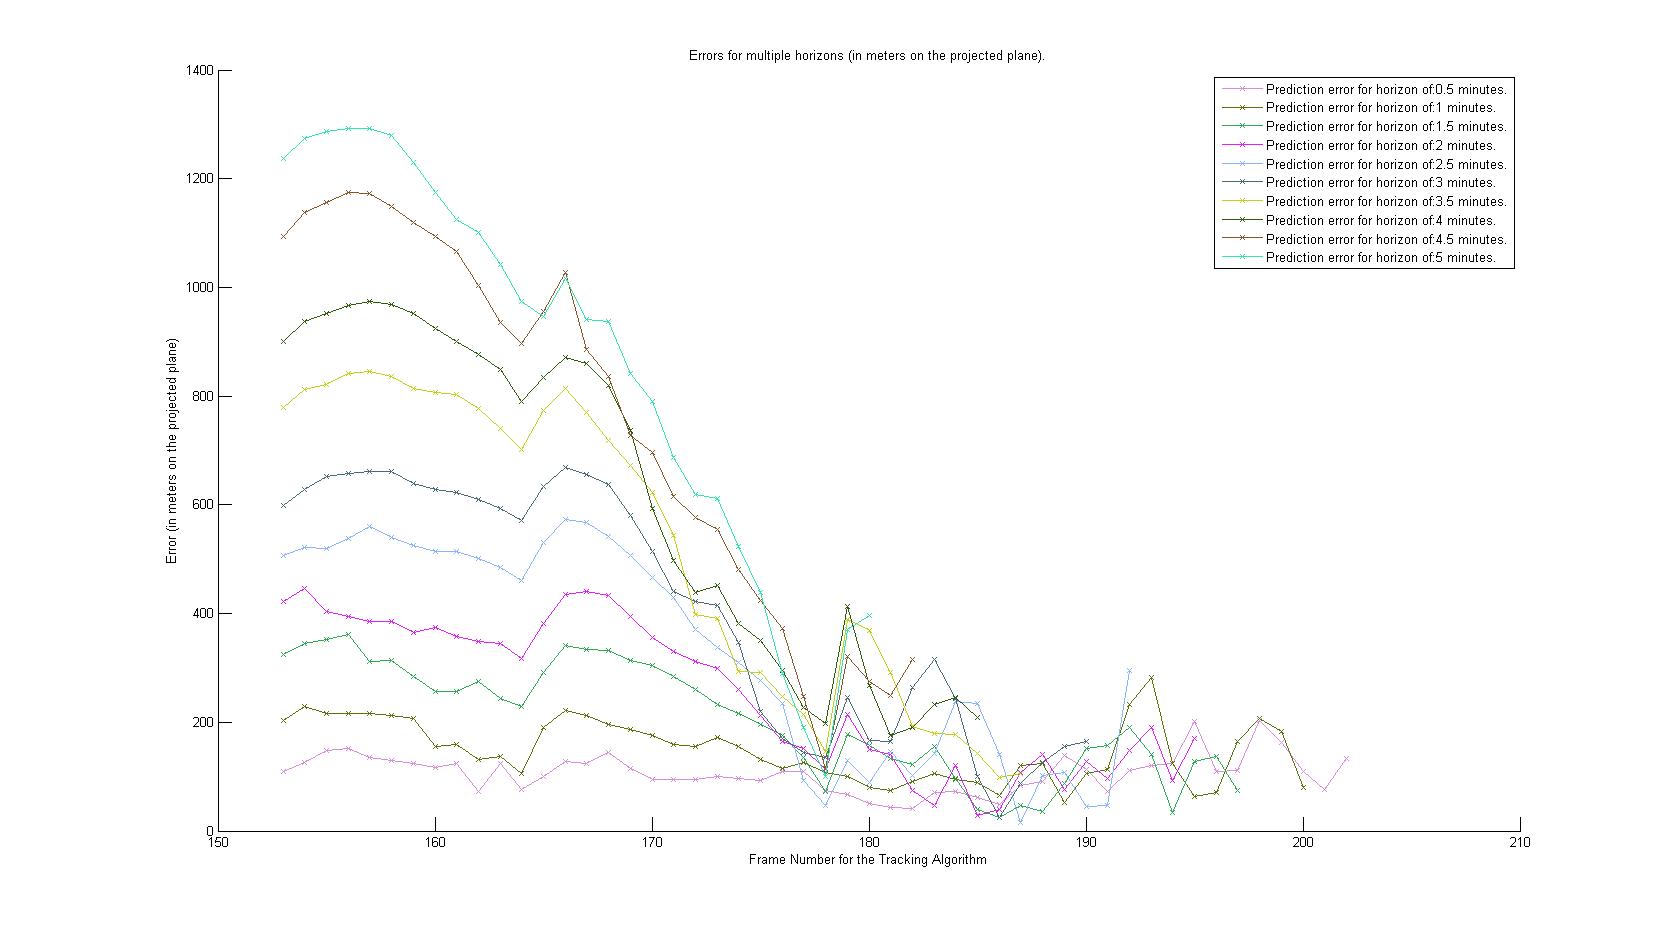 Errors for multiple horizons (in meters on the projected plane).
1400
1200
1000
800
600
400
200
0
Error (in meters on the projected plane)
150 160 170 180 190 200 210
Frame Number for the Tracking Algorithm
Prediction error for horizon of:0.5 minutes.
Prediction error for horizon of:1 minutes.
Prediction error for horizon of:1.5 minutes.
Prediction error for horizon of:2 minutes.
Prediction error for horizon of:2.5 minutes.
Prediction error for horizon of:3 minutes.
Prediction error for horizon of:3.5 minutes.
Prediction error for horizon of:4 minutes.
Prediction error for horizon of:4.5 minutes.
Prediction error for horizon of:5 minutes.